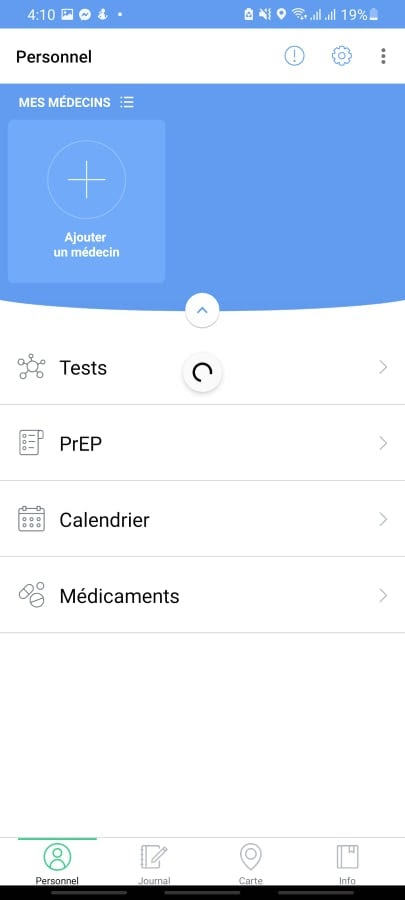 4:10 19%
Personnel
MES MÉDECINS
Ajouter
un médecin
Tests
PrEP
Calendrier
Médicaments
Personnel Journal Carte Info